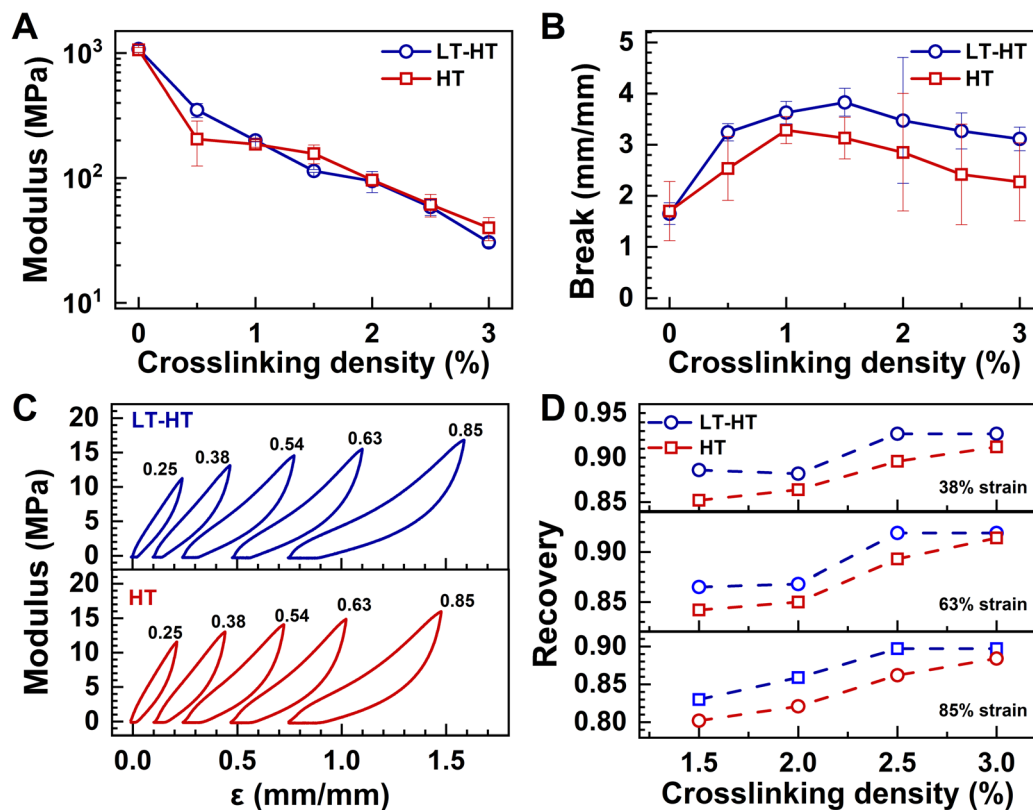 A
10³
10²
10¹
Modulus (MPa)
LT-HT
HT
0
1
2
3
Crosslinking density (%)
B
5
4
3
2
1
0
Break (mm/mm)
LT-HT
HT
0
1
2
3
Crosslinking density (%)
C
LT-HT
20
15
10
5
0
0.25
0.38
0.54
0.63
0.85
HT
20
15
10
5
0
0.25
0.38
0.54
0.63
0.85
Modulus (MPa)
0.0
0.5
1.0
1.5
ε (mm/mm)
D
LT-HT
HT
0.95
0.90
0.85
38% strain
0.90
0.85
63% strain
0.90
0.85
0.80
85% strain
Recovery
1.5
2.0
2.5
3.0
Crosslinking density (%)